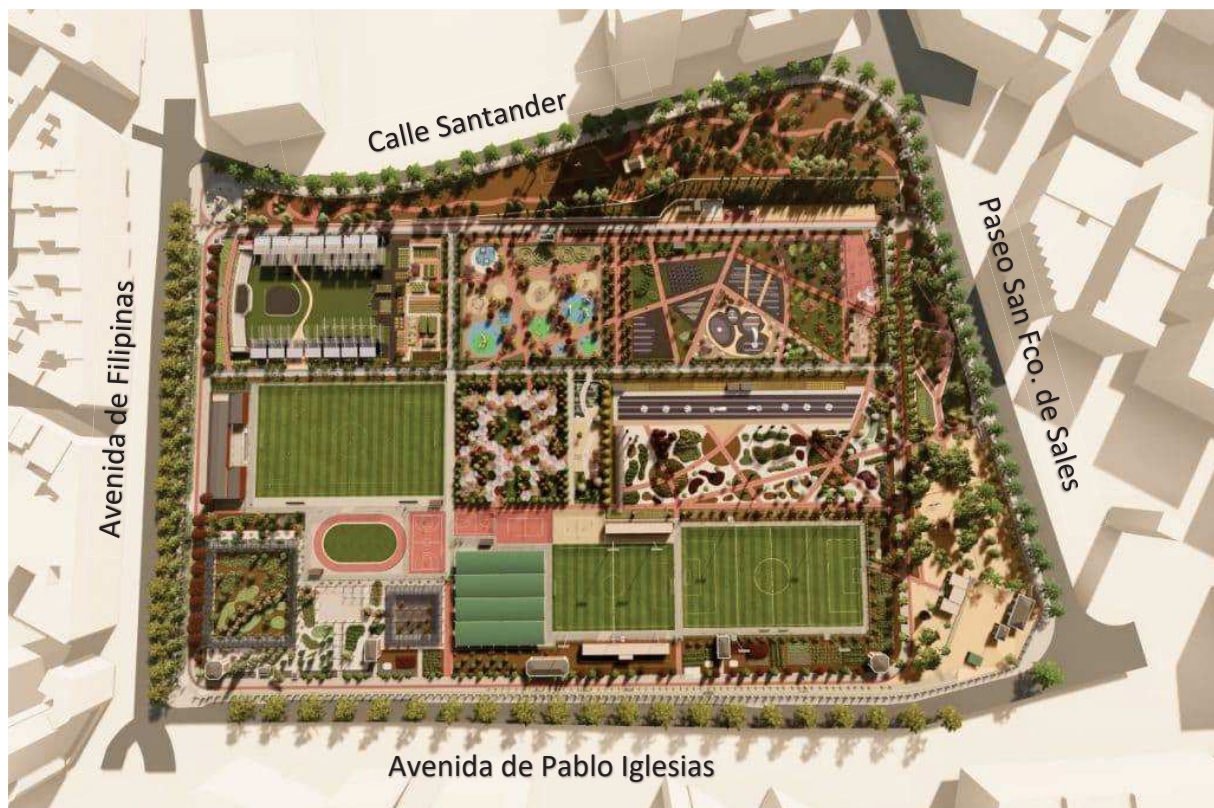 Calle Santander
Paseo San Fco. de Sales
Avenida de Filipinas
Avenida de Pablo Iglesias